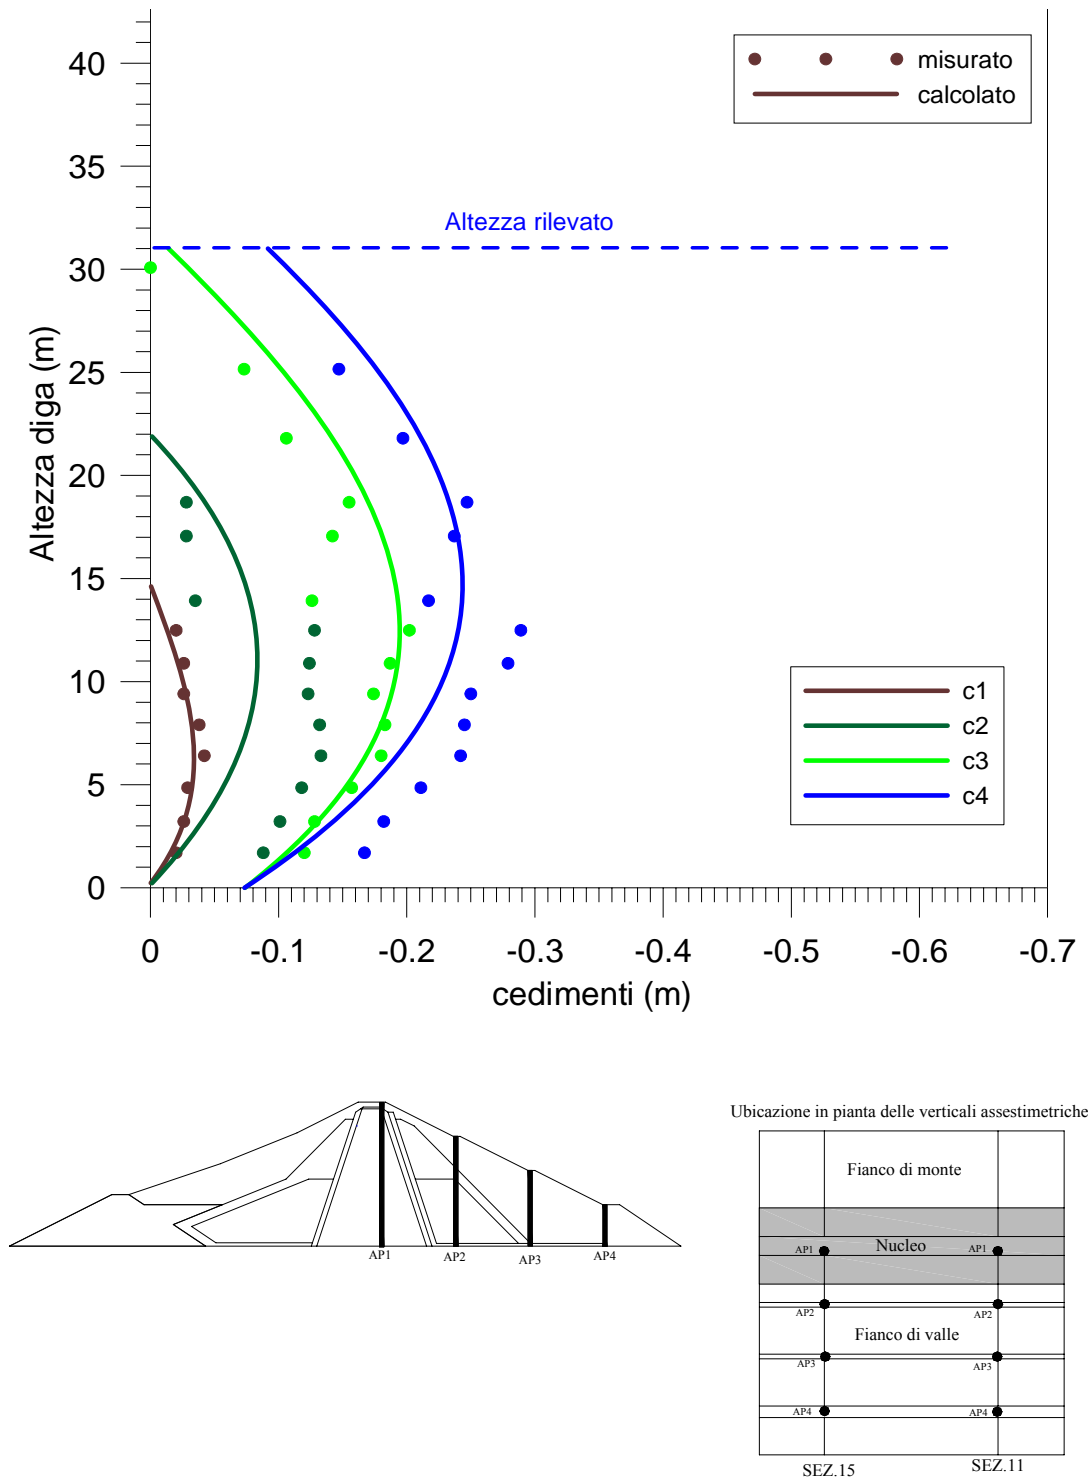 40
35
30
25
20
15
10
5
0
Altezza diga (m)
misurato
calcolato
Altezza rilevato
c1
c2
c3
c4
0 -0.1 -0.2 -0.3 -0.4 -0.5 -0.6 -0.7
cedimenti (m)
AP1 AP2 AP3 AP4
Ubicazione in pianta delle verticali assestimetriche
Fianco di monte
Nucleo
AP1 AP1
AP2 AP2
Fianco di valle
AP3 AP3
AP4 AP4
SEZ.15 SEZ.11